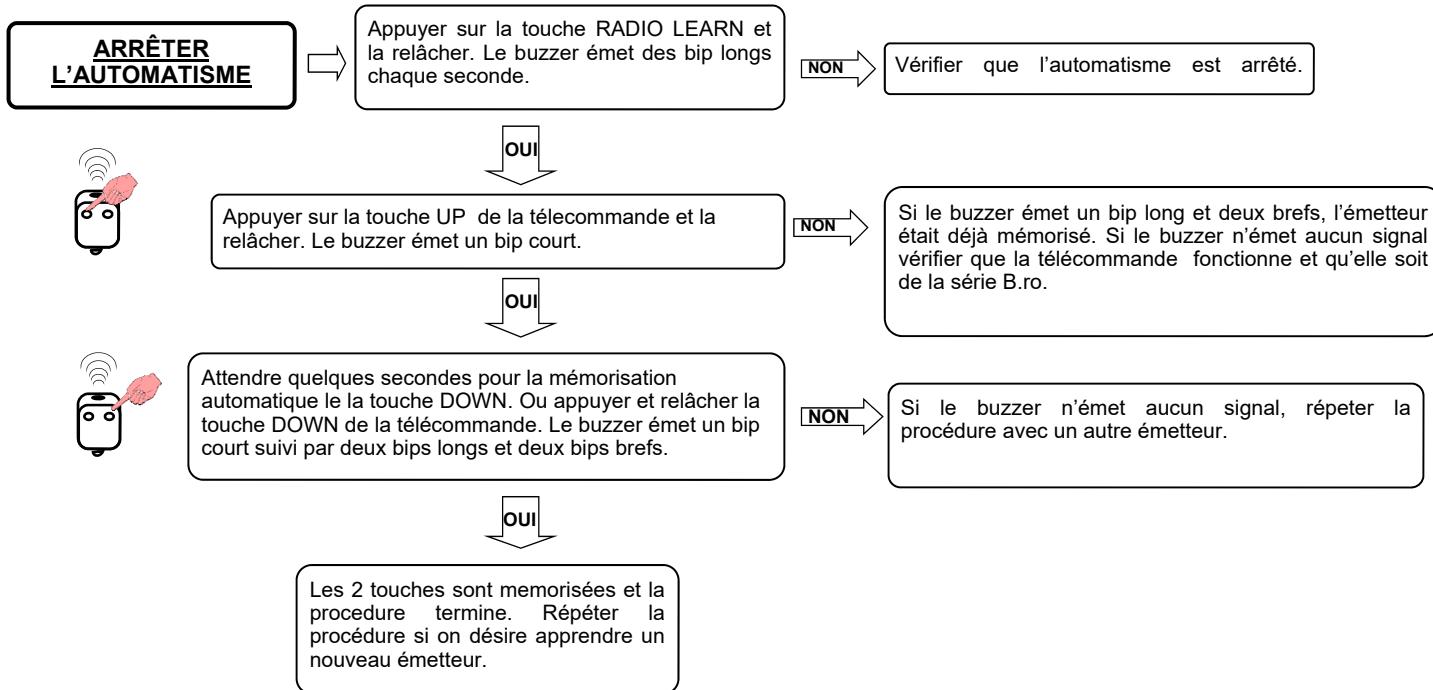 ARRÊTER
L'AUTOMATISME
Appuyer sur la touche RADIO LEARN et
la relâcher. Le buzzer émet des bip longs
chaque seconde.
NON
Vérifier que l'automatisme est arrêté.
OUI
Appuyer sur la touche UP de la télecommande et la
relâcher. Le buzzer émet un bip court.
NON
Si le buzzer émet un bip long et deux brefs, l'émetteur
était déjà mémorisé. Si le buzzer n'émet aucun signal
vérifier que la télécommande fonctionne et qu'elle soit
de la série B.ro.
OUI
Attendre quelques secondes pour la mémorisation
automatique le la touche DOWN. Ou appuyer et relâcher la
touche DOWN de la télécommande. Le buzzer émet un bip
court suivi par deux bips longs et deux bips brefs.
NON
Si le buzzer n'émet aucun signal, répeter la
procédure avec un autre émetteur.
OUI
Les 2 touches sont memorisées et la
procedure termine. Répéter la
procédure si on désire apprendre un
nouveau émetteur.